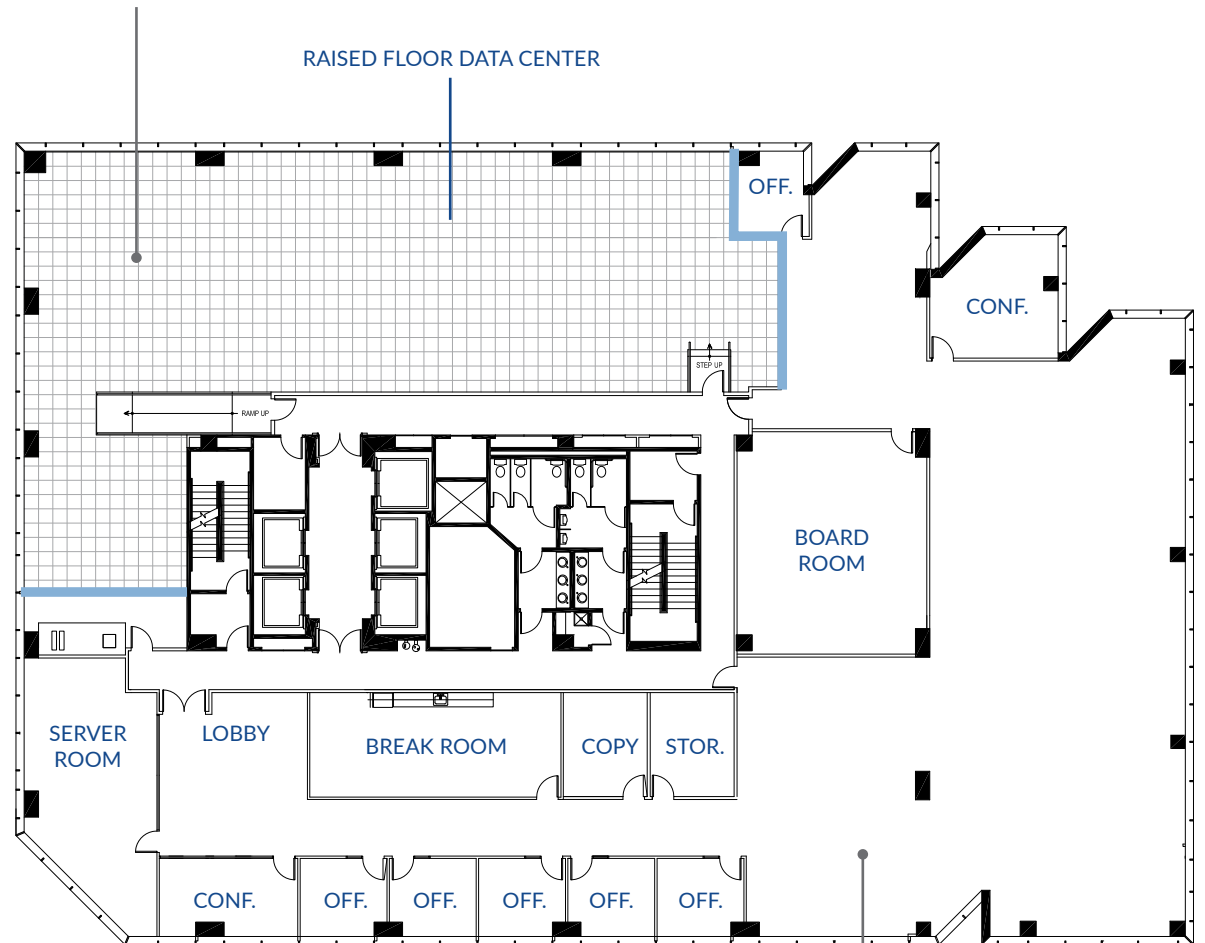 RAISED FLOOR DATA CENTER
OFF.
CONF.
STEP UP
RAMP UP
BOARD
ROOM
SERVER
ROOM
LOBBY
BREAK ROOM
COPY
STOR.
CONF.
OFF.
OFF.
OFF.
OFF.
OFF.